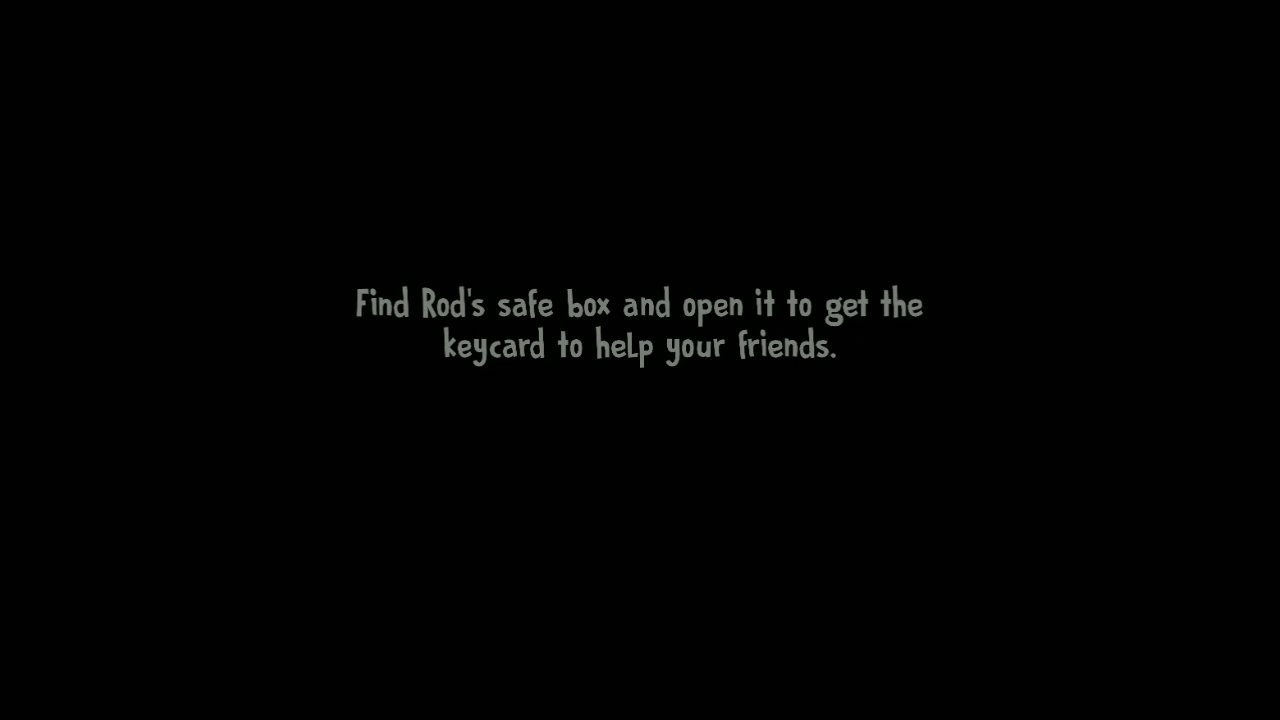 Find Rod's safe box and open it to get the
keycard to help your friends.